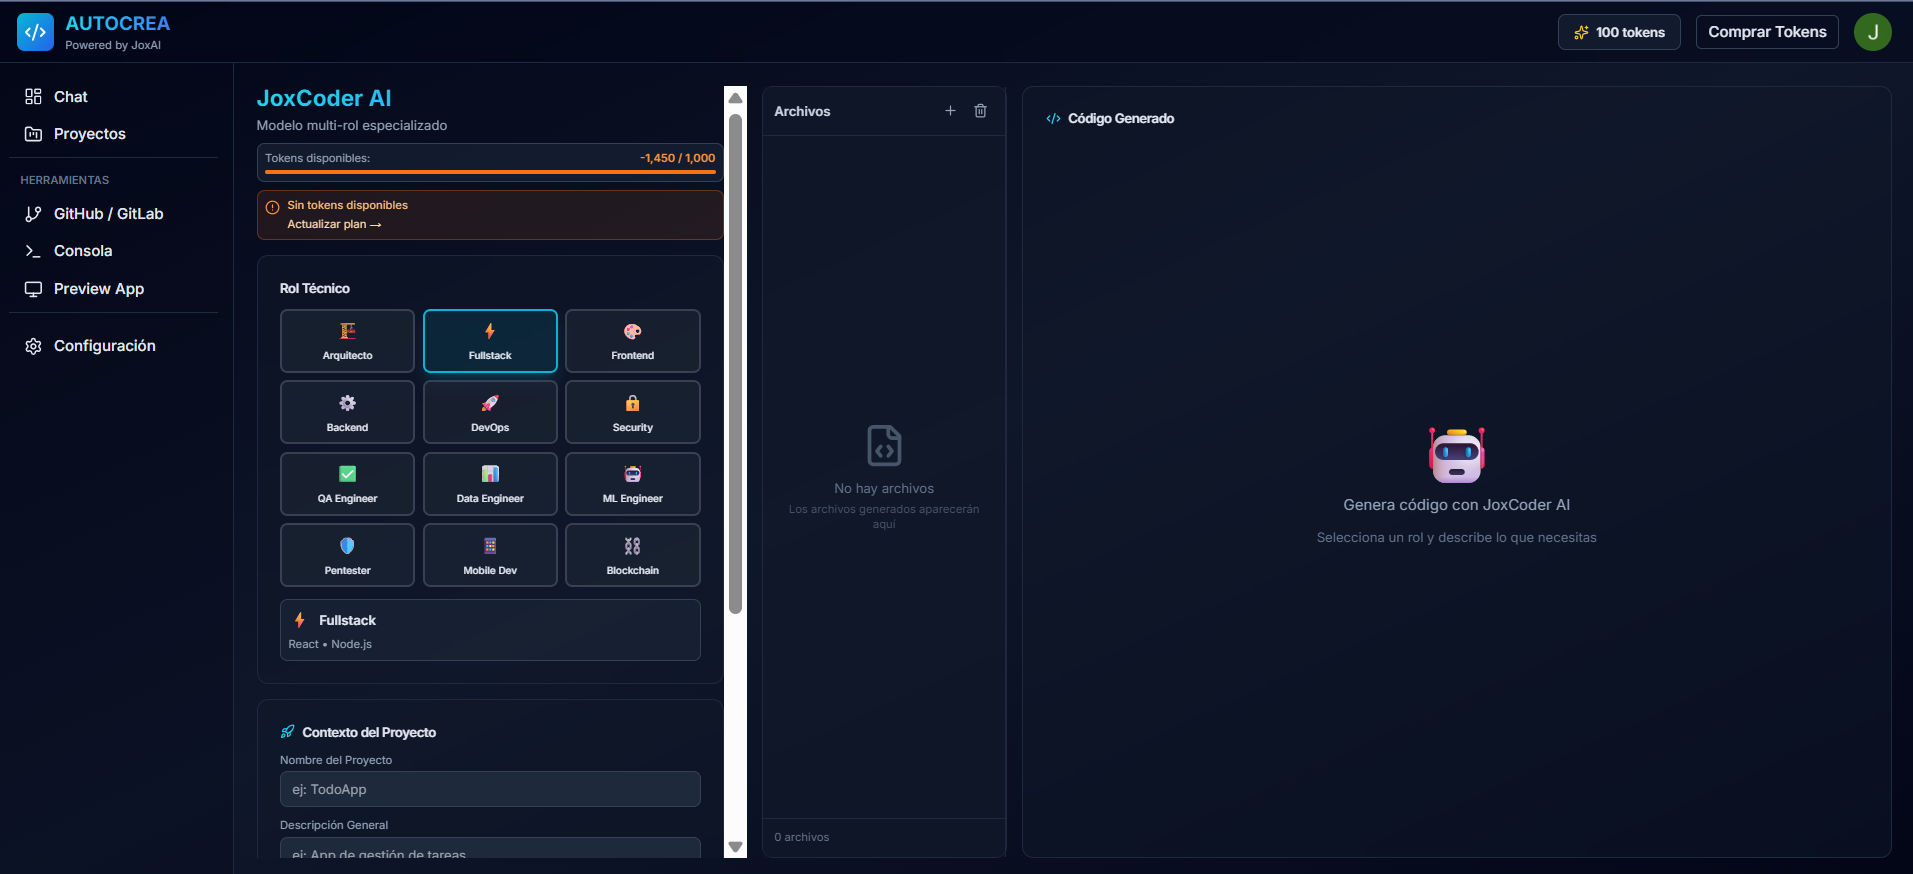 AUTOCREA
Powered by JoxAI
100 tokens
Comprar Tokens
J
Chat
Proyectos
HERRAMIENTAS
GitHub / GitLab
Consola
Preview App
Configuración
JoxCoder AI
Modelo multi-rol especializado
Tokens disponibles:
-1,450 / 1,000
Sin tokens disponibles
Actualizar plan →
Rol Técnico
Arquitecto
Fullstack
Frontend
Backend
DevOps
Security
QA Engineer
Data Engineer
ML Engineer
Pentester
Mobile Dev
Blockchain
Fullstack
React • Node.js
Contexto del Proyecto
Nombre del Proyecto
ej: TodoApp
Descripción General
ej: App de gestión de tareas
Archivos
No hay archivos
Los archivos generados aparecerán
aquí
0 archivos
Código Generado
Genera código con JoxCoder AI
Selecciona un rol y describe lo que necesitas